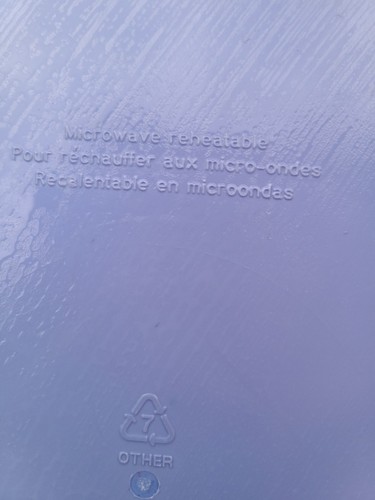 Microwave reheatable
Pour réchauffer aux micro-ondes
Recalentable en microondas
7
OTHER